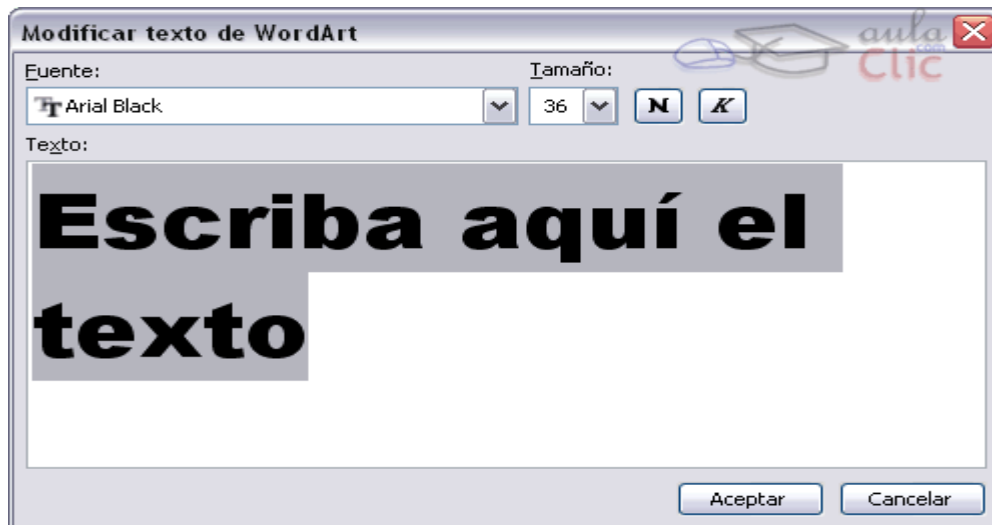 Modificar texto de WordArt
aula
.com
Clic
Fuente:
Tamaño:
Arial Black
36
N
K
Texto:
Escriba aquí el
texto
Aceptar
Cancelar